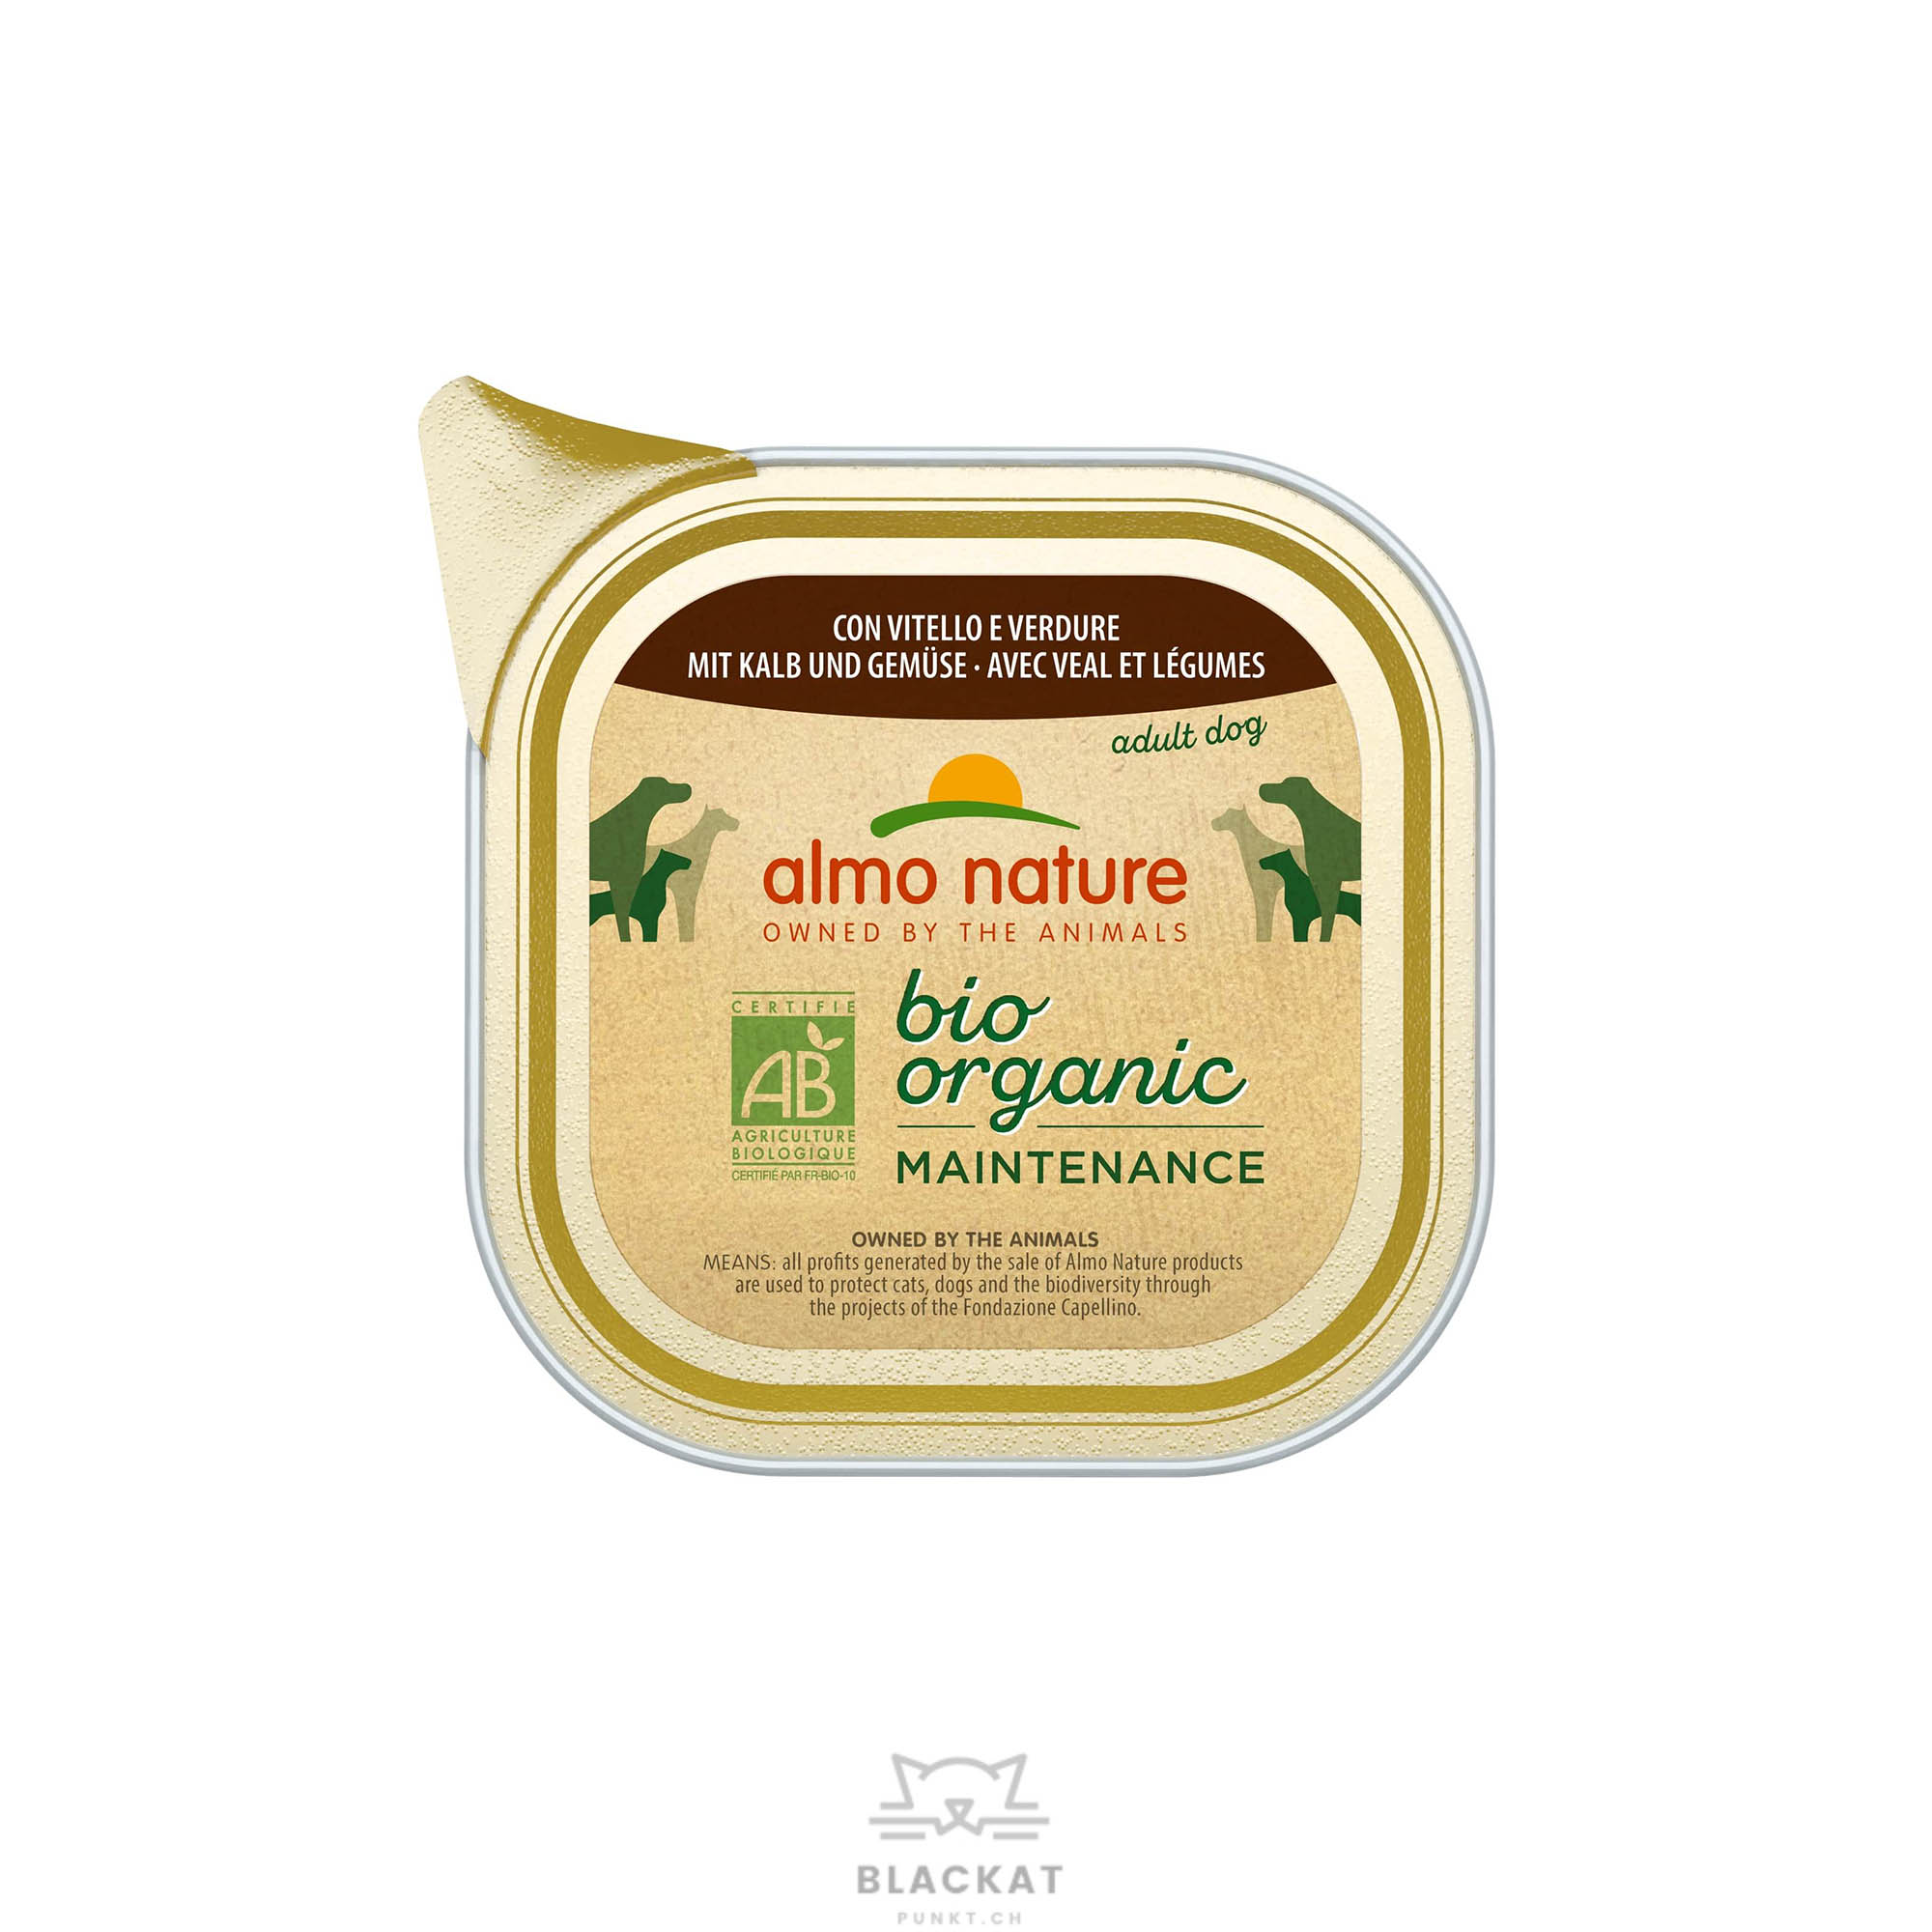 CON VITELLO E VERDURE
MIT KALB UND GEMÜSE · AVEC VEAL ET LÉGUMES
adult dog
almo nature
OWNED BY THE ANIMALS
CERTIFIE
AB
AGRICULTURE
BIOLOGIQUE
CERTIFIÉ PAR FR-BIO-10
bio
organic
MAINTENANCE
OWNED BY THE ANIMALS
MEANS: all profits generated by the sale of Almo Nature products
are used to protect cats, dogs and the biodiversity through
the projects of the Fondazione Capellino.
BLACKAT
PUNKT.CH